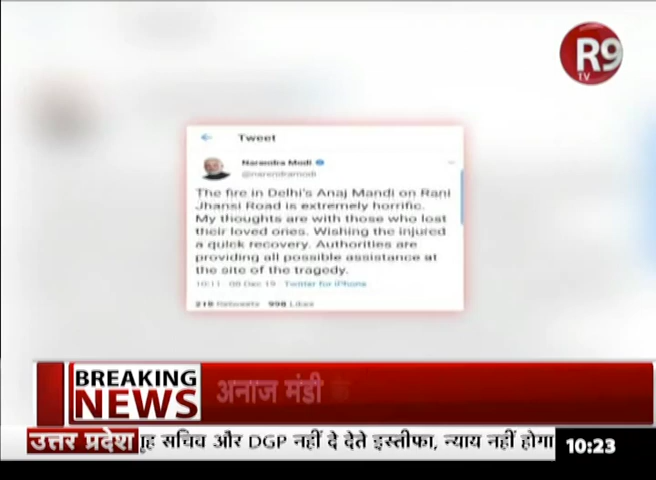 R9
TV
Tweet
Narendra Modi
@narendramodi
The fire in Delhi's Anaj Mandi on Rani
Jhansi Road is extremely horrific.
My thoughts are with those who lost
their loved ones. Wishing the injured
a quick recovery. Authorities are
providing all possible assistance at
the site of the tragedy.
10:11 · 08 Dec 19 · Twitter for iPhone
218 Retweets 998 Likes
BREAKING
NEWS
अनाज मंडी के
उत्तर प्रदेश गृह सचिव और DGP नहीं दे देते इस्तीफा, न्याय नहीं होगा
10:23